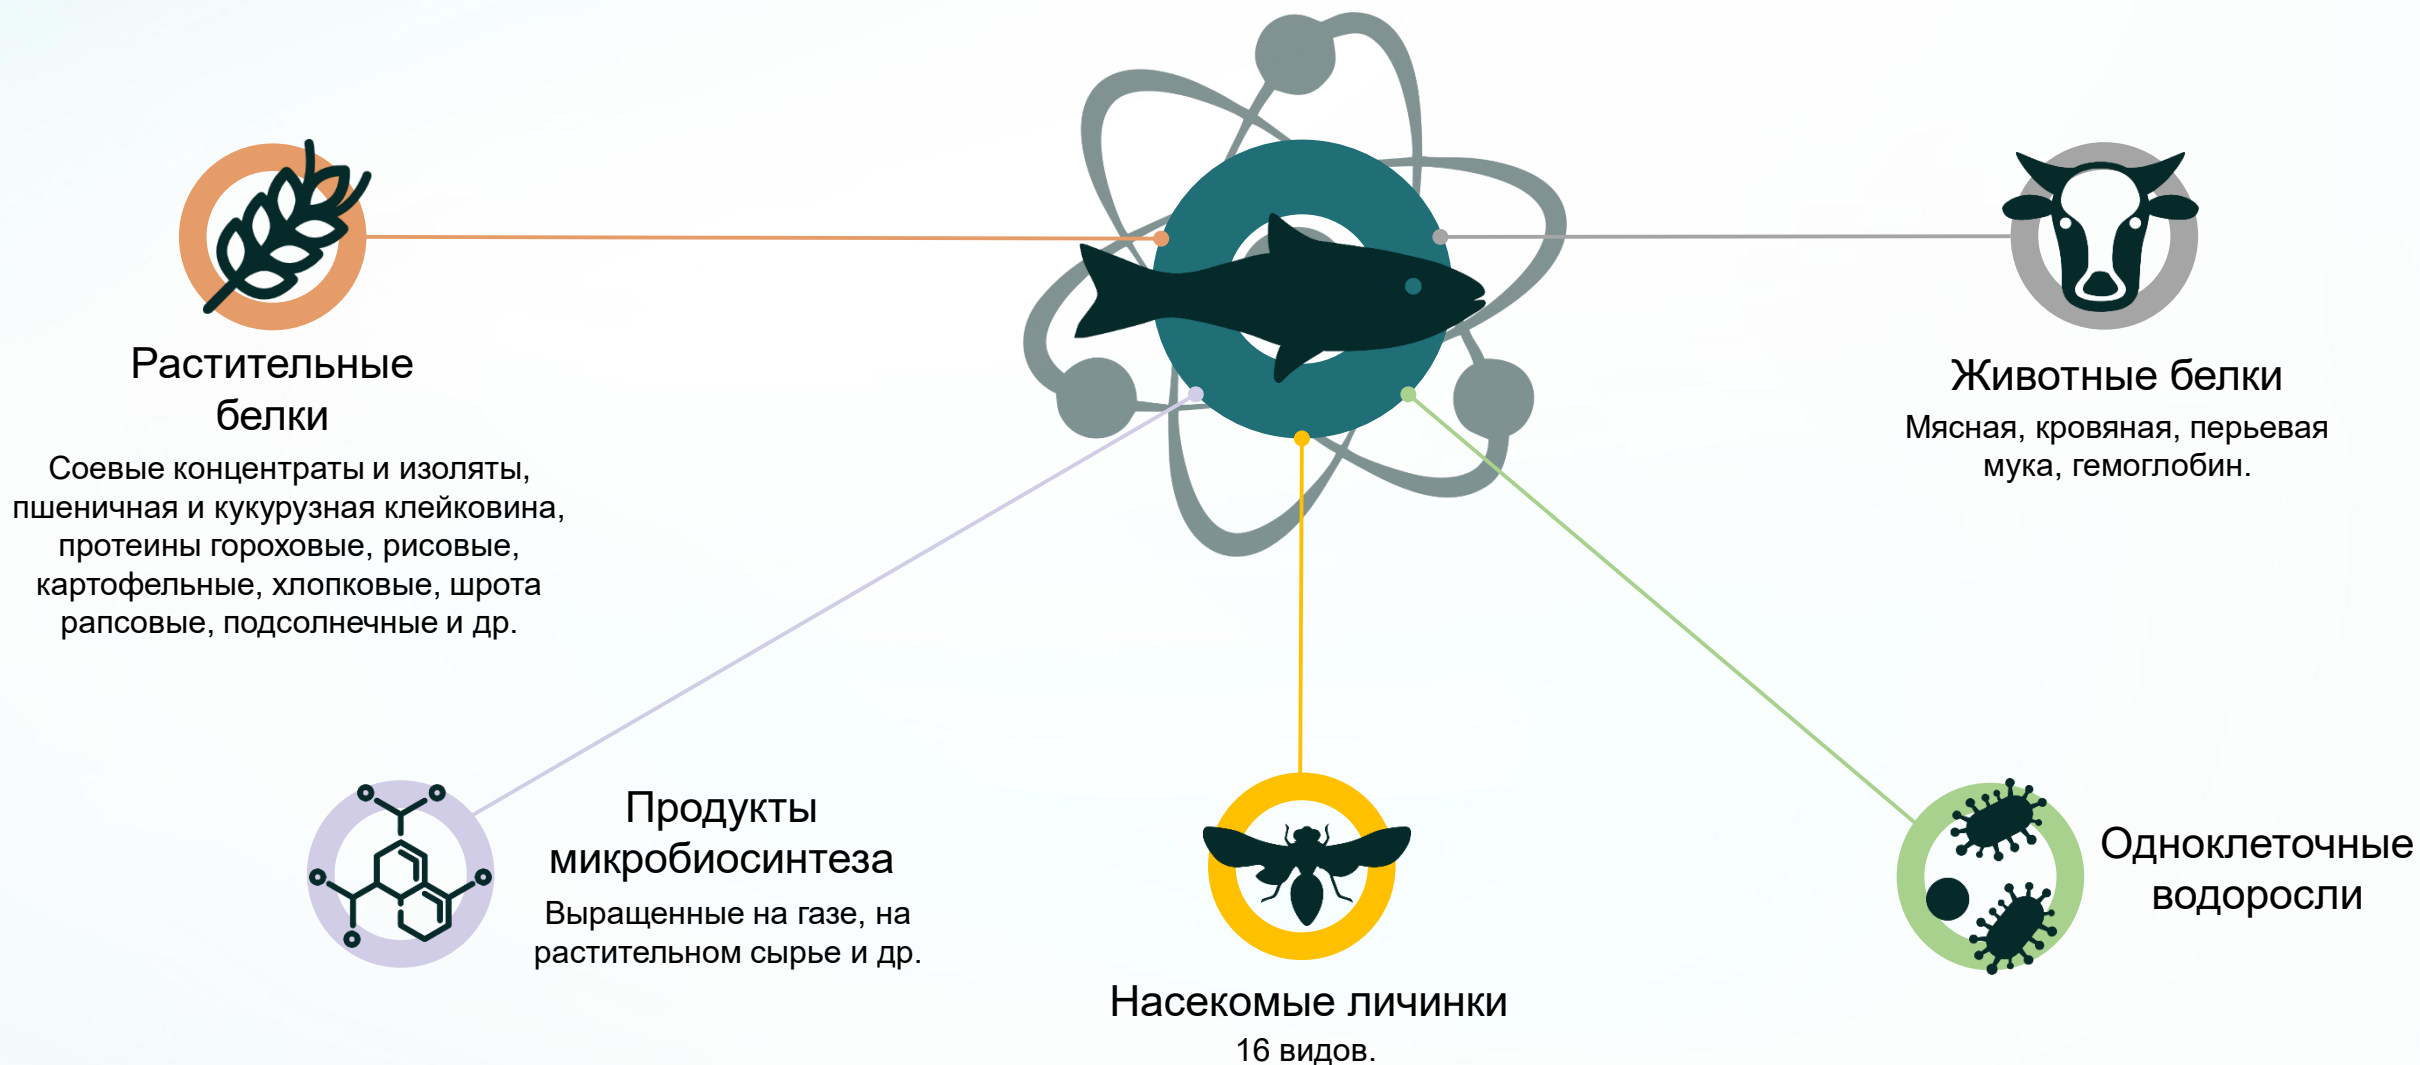 Растительные
белки
Соевые концентраты и изоляты,
пшеничная и кукурузная клейковина,
протеины гороховые, рисовые,
картофельные, хлопковые, шрота
рапсовые, подсолнечные и др.
Животные белки
Мясная, кровяная, перьевая
мука, гемоглобин.
Продукты
микробиосинтеза
Выращенные на газе, на
растительном сырье и др.
Насекомые личинки
16 видов.
Одноклеточные
водоросли